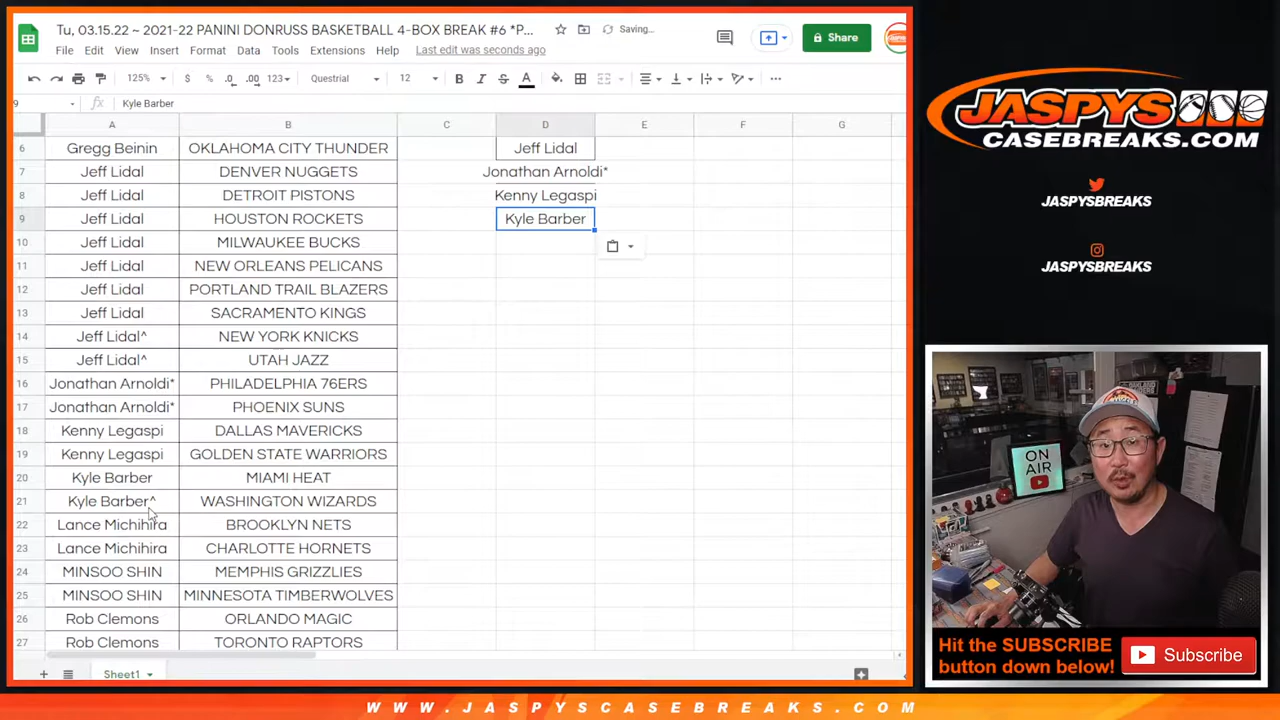 Tu, 03.15.22 ~ 2021-22 PANINI DONRUSS BASKETBALL 4-BOX BREAK #6 *P...
Saving...
Share
File Edit View Insert Format Data Tools Extensions Help Last edit was seconds ago
125% $ % .0 .00 123 Questrial 12 B I S A
9 fx Kyle Barber
A B C D E F G
6 Gregg Beinin OKLAHOMA CITY THUNDER Jeff Lidal
7 Jeff Lidal DENVER NUGGETS Jonathan Arnoldi*
8 Jeff Lidal DETROIT PISTONS Kenny Legaspi
9 Jeff Lidal HOUSTON ROCKETS Kyle Barber
10 Jeff Lidal MILWAUKEE BUCKS
11 Jeff Lidal NEW ORLEANS PELICANS
12 Jeff Lidal PORTLAND TRAIL BLAZERS
13 Jeff Lidal SACRAMENTO KINGS
14 Jeff Lidal^ NEW YORK KNICKS
15 Jeff Lidal^ UTAH JAZZ
16 Jonathan Arnoldi* PHILADELPHIA 76ERS
17 Jonathan Arnoldi* PHOENIX SUNS
18 Kenny Legaspi DALLAS MAVERICKS
19 Kenny Legaspi GOLDEN STATE WARRIORS
20 Kyle Barber MIAMI HEAT
21 Kyle Barber^ WASHINGTON WIZARDS
22 Lance Michihira BROOKLYN NETS
23 Lance Michihira CHARLOTTE HORNETS
24 MINSOO SHIN MEMPHIS GRIZZLIES
25 MINSOO SHIN MINNESOTA TIMBERWOLVES
26 Rob Clemons ORLANDO MAGIC
27 Rob Clemons TORONTO RAPTORS
Sheet1
JASPYS
CASEBREAKS.COM
JASPYSBREAKS
JASPYSBREAKS
ON
AIR
Hit the SUBSCRIBE
button down below!
Subscribe
WWW.JASPYSCASEBREAKS.COM